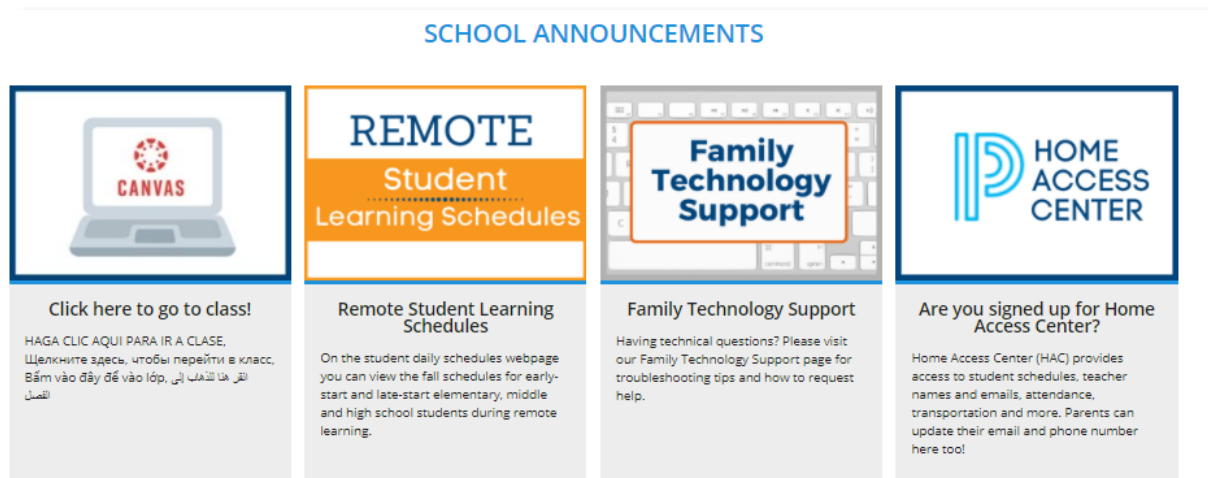 SCHOOL ANNOUNCEMENTS
CANVAS
Click here to go to class!
HAGA CLIC AQUI PARA IR A CLASE,
Щелкните здесь, чтобы перейти в класс,
Bấm vào đây để vào lớp, انقر هنا للذهاب إلى
الفصل
REMOTE
Student
Learning Schedules
Remote Student Learning
Schedules
On the student daily schedules webpage
you can view the fall schedules for early-
start and late-start elementary, middle
and high school students during remote
learning.
Family
Technology
Support
Family Technology Support
Having technical questions? Please visit
our Family Technology Support page for
troubleshooting tips and how to request
help.
HOME
ACCESS
CENTER
Are you signed up for Home
Access Center?
Home Access Center (HAC) provides
access to student schedules, teacher
names and emails, attendance,
transportation and more. Parents can
update their email and phone number
here too!